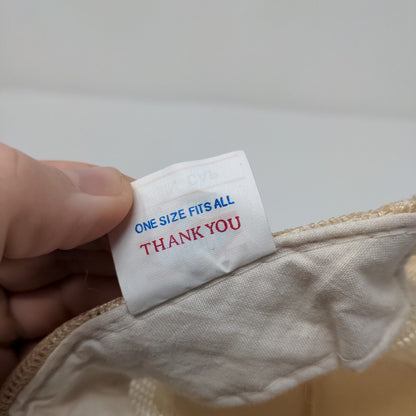 ONE SIZE FITS ALL
THANK YOU